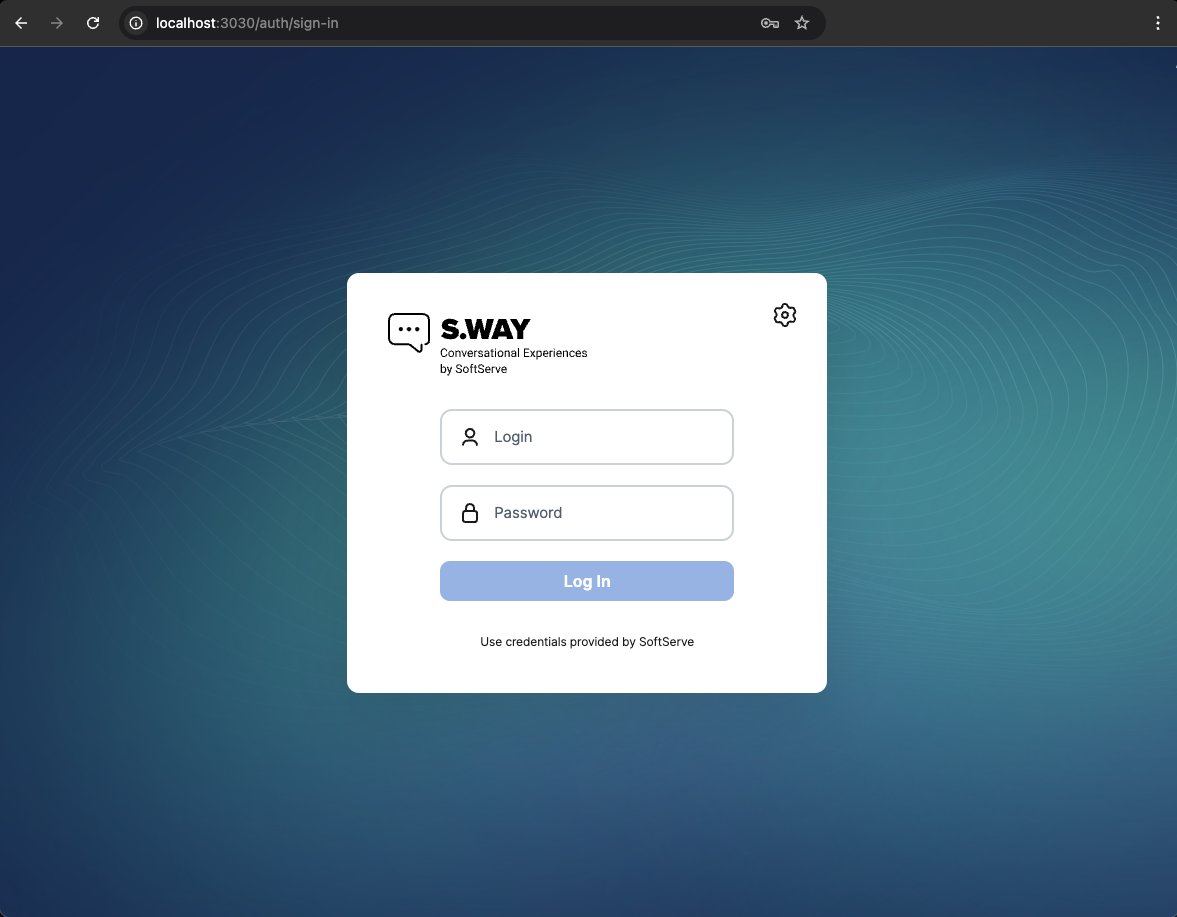 localhost:3030/auth/sign-in
S.WAY
Conversational Experiences
by SoftServe
Login
Password
Log In
Use credentials provided by SoftServe